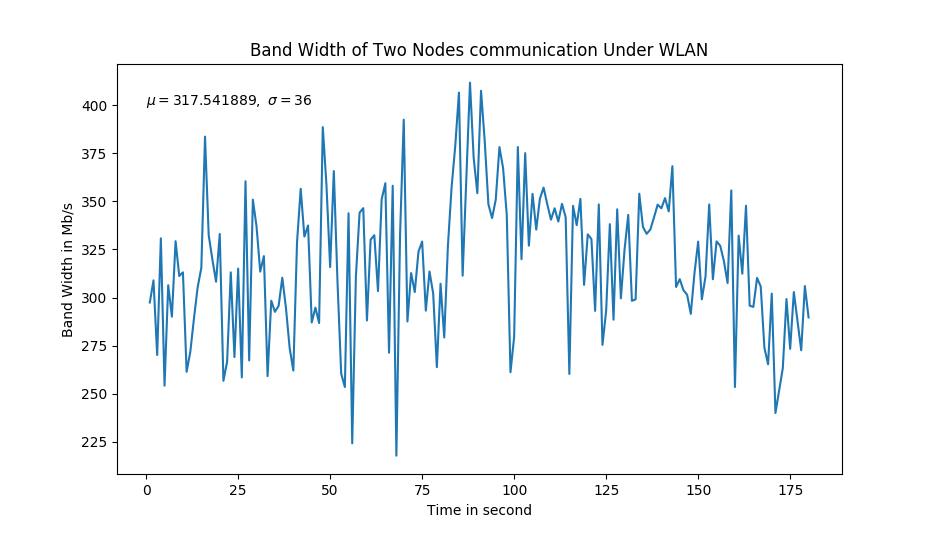 Band Width of Two Nodes communication Under WLAN
μ = 317.541889, σ = 36
400
375
350
325
300
275
250
225
Band Width in Mb/s
0 25 50 75 100 125 150 175
Time in second